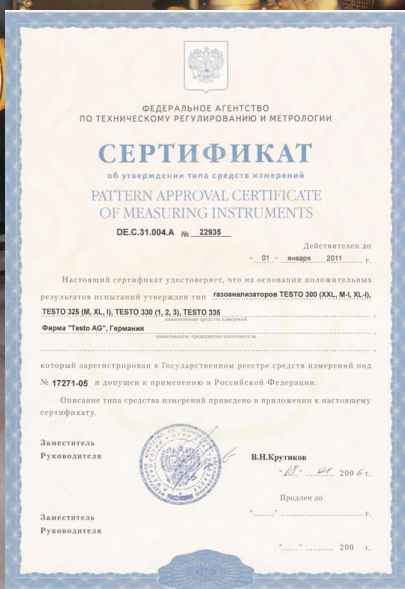 ФЕДЕРАЛЬНОЕ АГЕНТСТВО
ПО ТЕХНИЧЕСКОМУ РЕГУЛИРОВАНИЮ И МЕТРОЛОГИИ
СЕРТИФИКАТ
об утверждении типа средств измерений
PATTERN APPROVAL CERTIFICATE
OF MEASURING INSTRUMENTS
DE.C.31.004.A № 22935
Действителен до
" 01 " января 2011 г.
Настоящий сертификат удостоверяет, что на основании положительных
результатов испытаний утвержден тип газоанализаторов TESTO 300 (XXL, M-I, XL-I),
TESTO 325 (M, XL, I), TESTO 330 (1, 2, 3), TESTO 335
наименование средства измерений
Фирма "Testo AG", Германия
наименование предприятия-изготовителя
который зарегистрирован в Государственном реестре средств измерений под
№ 17271-05 и допущен к применению в Российской Федерации.
Описание типа средства измерений приведено в приложении к настоящему
сертификату.
Заместитель
Руководителя
В.Н.Крутиков
01 2006 г.
Продлен до
"......" .......................... г.
Заместитель
Руководителя
"......" ............ 200 г.